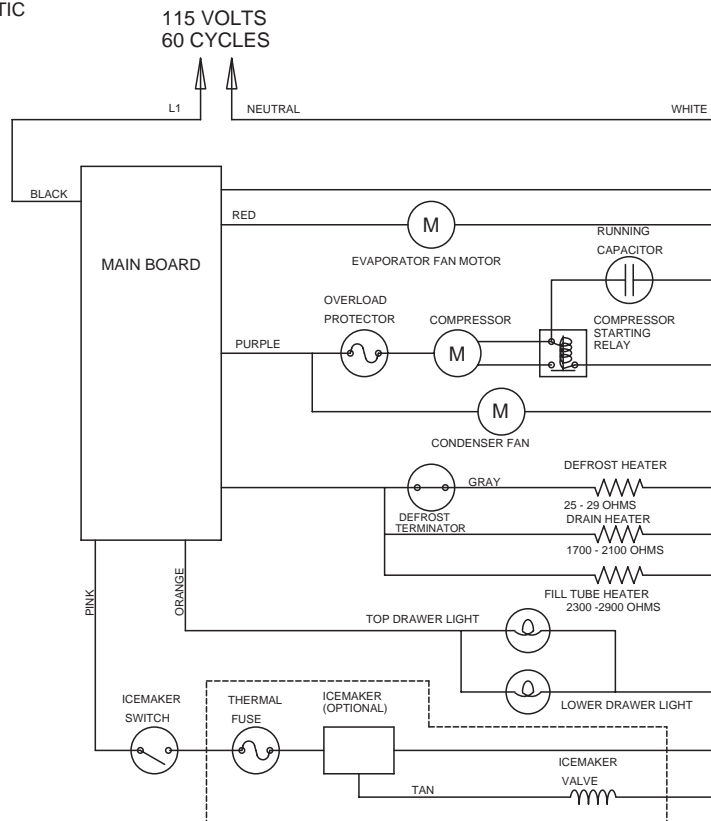 TIC
115 VOLTS
60 CYCLES
L1
NEUTRAL
WHITE
BLACK
RED
M
EVAPORATOR FAN MOTOR
RUNNING
CAPACITOR
MAIN BOARD
OVERLOAD
PROTECTOR
COMPRESSOR
COMPRESSOR
STARTING
RELAY
PURPLE
M
M
CONDENSER FAN
DEFROST HEATER
GRAY
25 - 29 OHMS
DEFROST
TERMINATOR
DRAIN HEATER
1700 - 2100 OHMS
FILL TUBE HEATER
2300 -2900 OHMS
PINK
ORANGE
TOP DRAWER LIGHT
LOWER DRAWER LIGHT
ICEMAKER
SWITCH
THERMAL
FUSE
ICEMAKER
(OPTIONAL)
ICEMAKER
VALVE
TAN